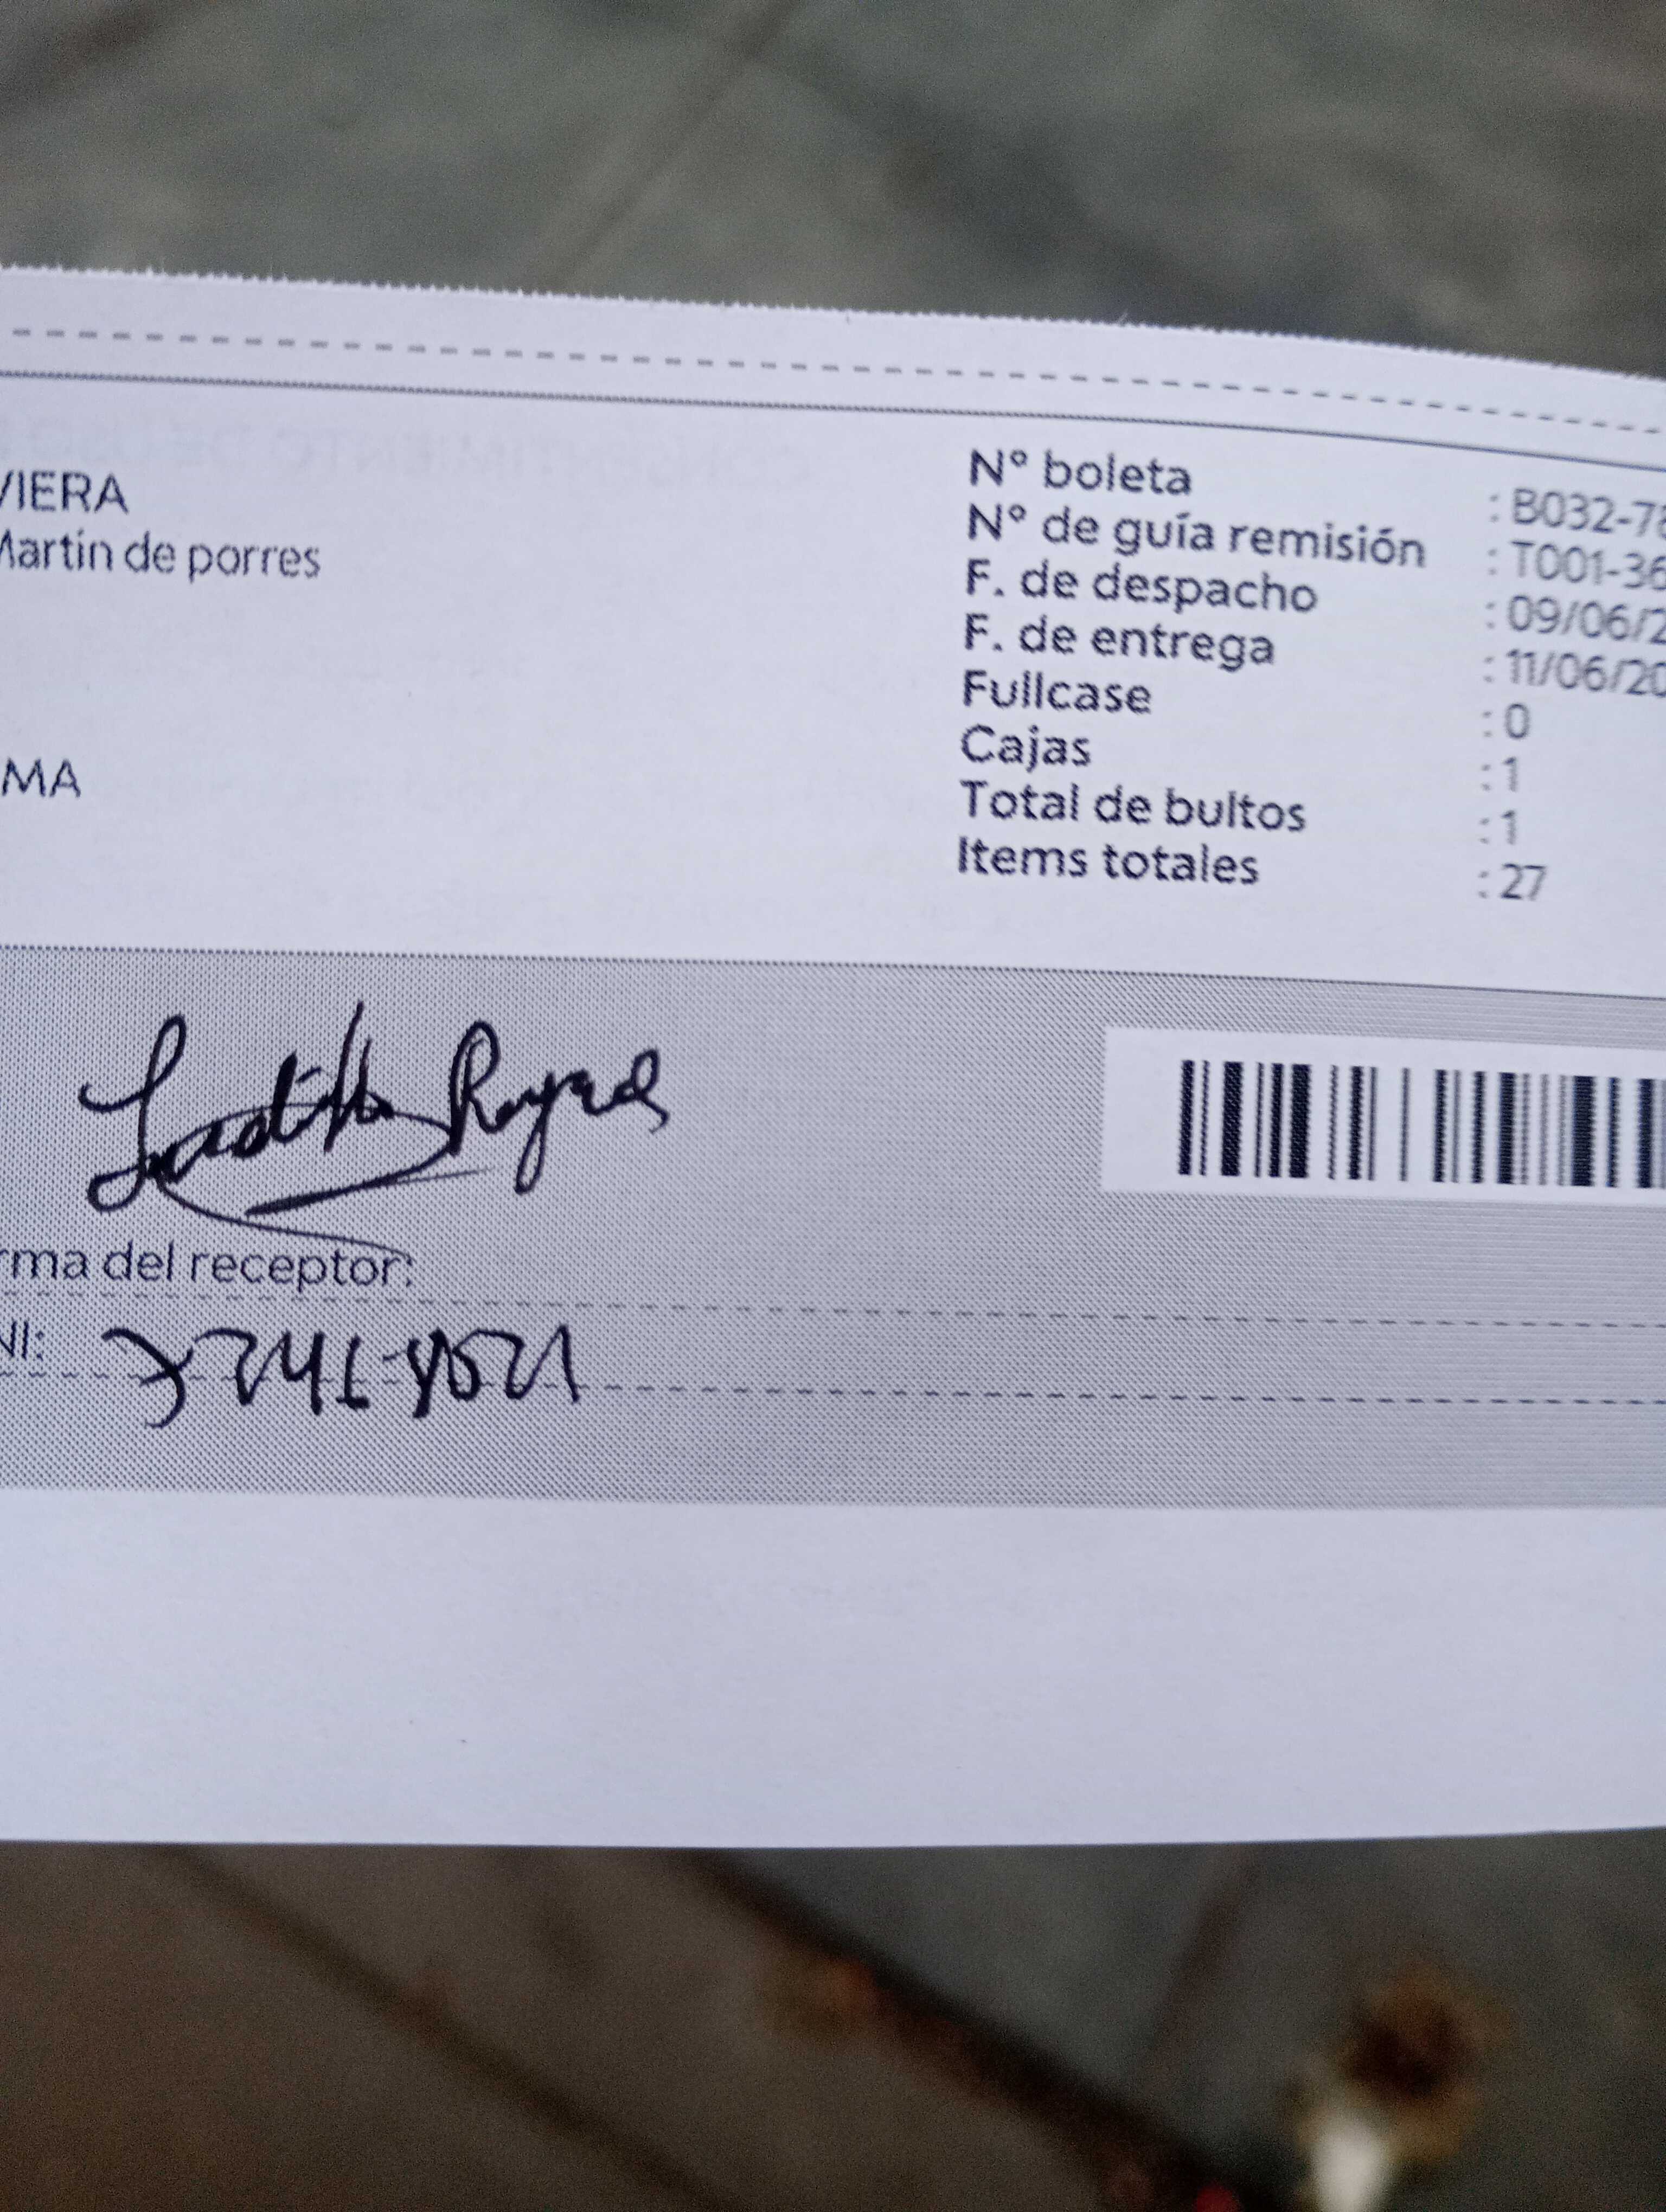 VIERA
Martin de porres
MA
N° boleta : B032-78
N° de guía remisión : T001-36
F. de despacho : 09/06/2
F. de entrega : 11/06/20
Fullcase : 0
Cajas : 1
Total de bultos : 1
Items totales : 27
rma del receptor:
NI: